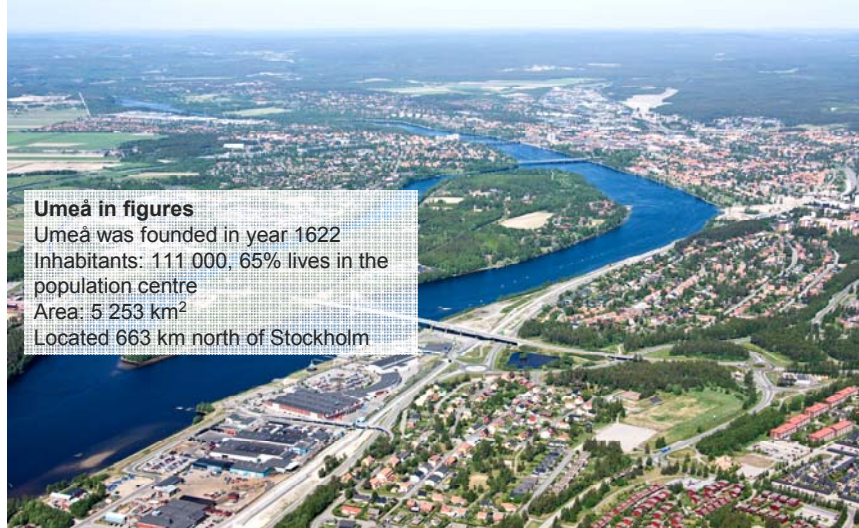 Umeå in figures
Umeå was founded in year 1622
Inhabitants: 111 000, 65% lives in the
population centre
Area: 5 253 km²
Located 663 km north of Stockholm